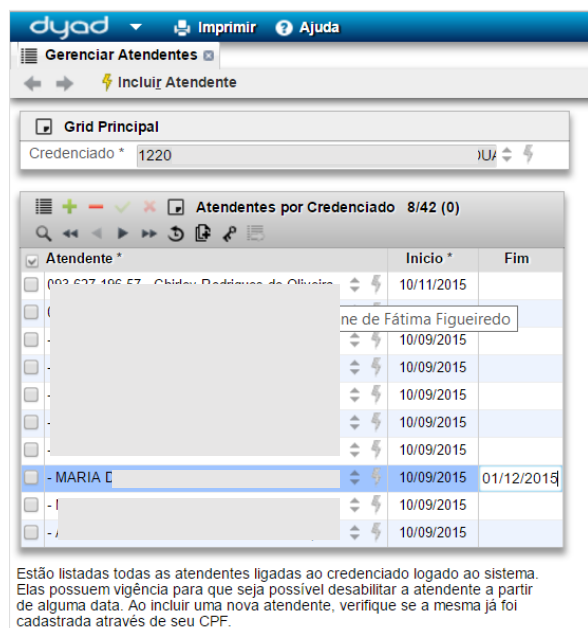 dyad Imprimir Ajuda
Gerenciar Atendentes
Incluir Atendente
Grid Principal
Credenciado * 1220
Atendentes por Credenciado 8/42 (0)
Atendente * Inicio * Fim
10/11/2015
ne de Fátima Figueiredo
10/09/2015
10/09/2015
10/09/2015
10/09/2015
10/09/2015
- MARIA D 10/09/2015 01/12/2015
10/09/2015
10/09/2015
Estão listadas todas as atendentes ligadas ao credenciado logado ao sistema.
Elas possuem vigência para que seja possível desabilitar a atendente a partir
de alguma data. Ao incluir uma nova atendente, verifique se a mesma já foi
cadastrada através de seu CPF.